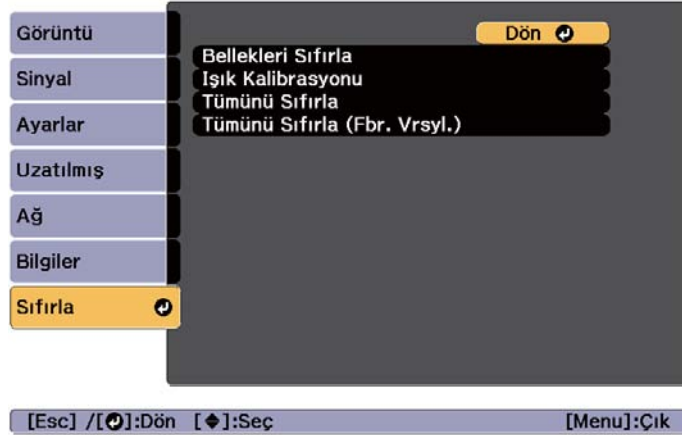 Görüntü
Sinyal
Ayarlar
Uzatılmış
Ağ
Bilgiler
Sıfırla
Dön
Bellekleri Sıfırla
Işık Kalibrasyonu
Tümünü Sıfırla
Tümünü Sıfırla (Fbr. Vrsyl.)
[Esc] /[⏎]:Dön [◆]:Seç [Menu]:Çık